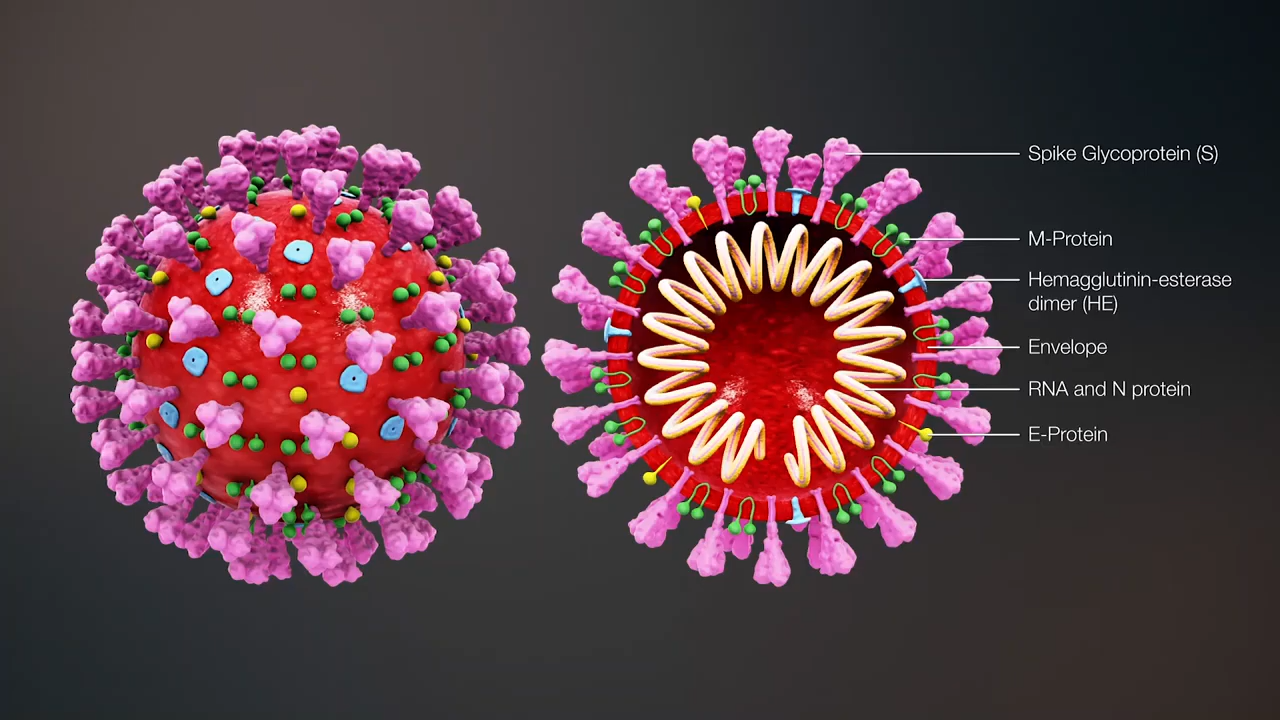 Spike Glycoprotein (S)
M-Protein
Hemagglutinin-esterase
dimer (HE)
Envelope
RNA and N protein
E-Protein